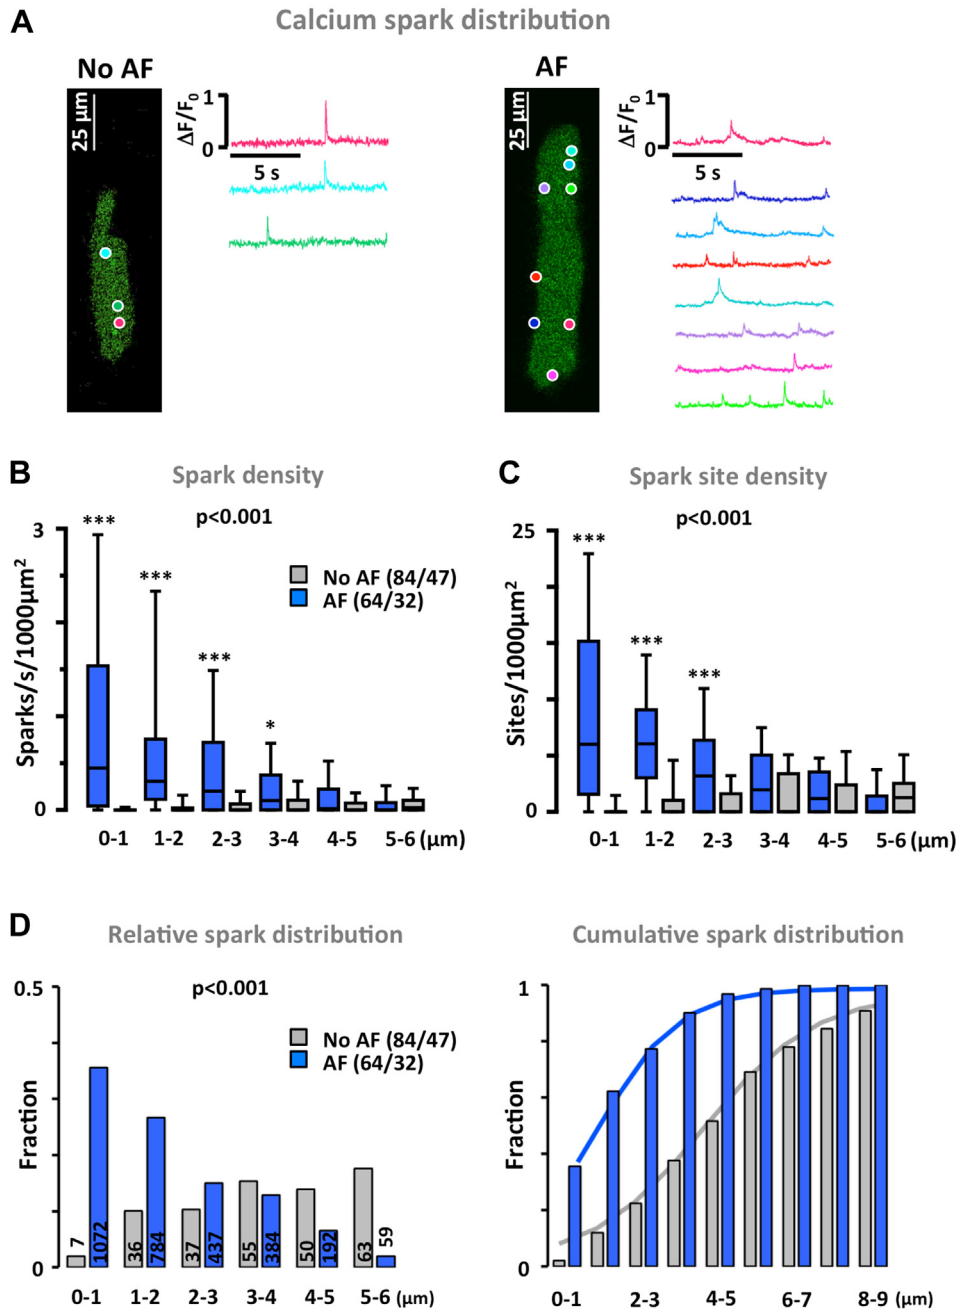 A
Calcium spark distribution
No AF
25 μm
ΔF/F0
1
0
5 s
AF
25 μm
ΔF/F0
1
0
5 s
B
Spark density
p<0.001
Sparks/s/1000μm²
3
0
***
***
***
*
No AF (84/47)
AF (64/32)
0-1 1-2 2-3 3-4 4-5 5-6 (μm)
C
Spark site density
p<0.001
Sites/1000μm²
25
0
***
***
***
0-1 1-2 2-3 3-4 4-5 5-6 (μm)
D
Relative spark distribution
p<0.001
Fraction
0.5
0
No AF (84/47)
AF (64/32)
7 1072 36 784 37 437 55 384 50 192 63 59
0-1 1-2 2-3 3-4 4-5 5-6 (μm)
Cumulative spark distribution
Fraction
1
0
0-1 2-3 4-5 6-7 8-9 (μm)